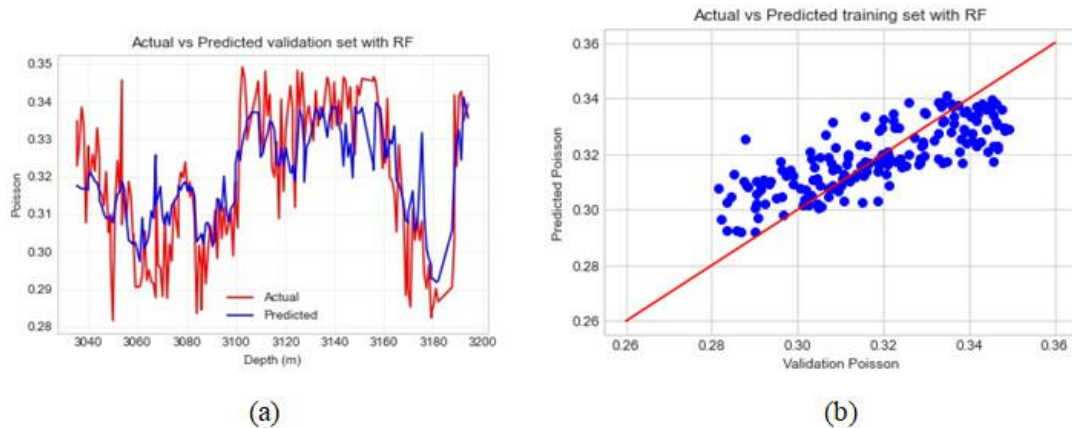 Actual vs Predicted validation set with RF
0.35
0.34
0.33
0.32
0.31
0.30
0.29
0.28
Poisson
Actual
Predicted
3040 3060 3080 3100 3120 3140 3160 3180 3200
Depth (m)
(a)
Actual vs Predicted training set with RF
0.36
0.34
0.32
0.30
0.28
0.26
Predicted Poisson
0.26 0.28 0.30 0.32 0.34 0.36
Validation Poisson
(b)